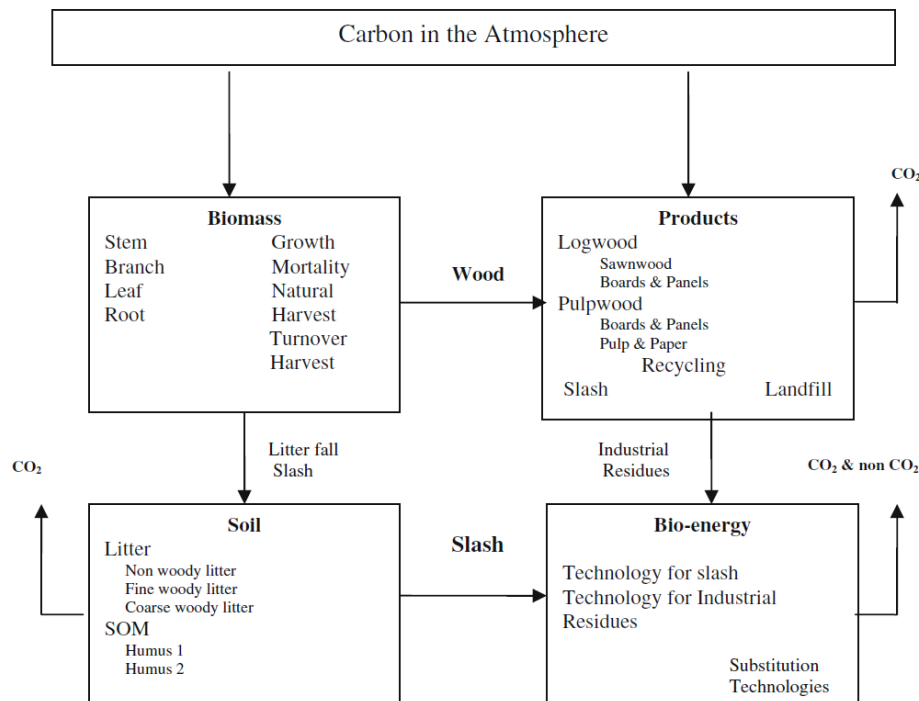 Carbon in the Atmosphere
CO₂
Biomass
Stem
Branch
Leaf
Root
Growth
Mortality
Natural
Harvest
Turnover
Harvest
Wood
Products
Logwood
Sawnwood
Boards & Panels
Pulpwood
Boards & Panels
Pulp & Paper
Recycling
Slash Landfill
CO₂
Litter fall
Slash
Industrial
Residues
CO₂ & non CO₂
Soil
Litter
Non woody litter
Fine woody litter
Coarse woody litter
SOM
Humus 1
Humus 2
Slash
Bio-energy
Technology for slash
Technology for Industrial
Residues
Substitution
Technologies